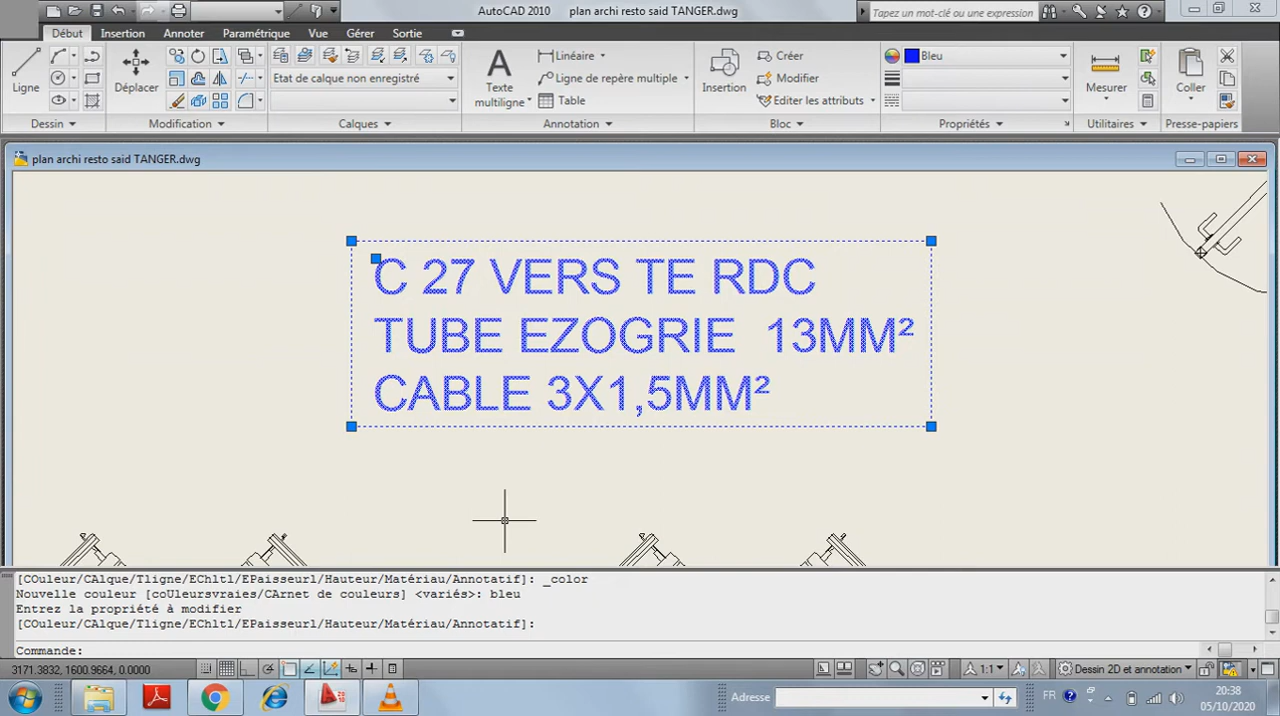 AutoCAD 2010 plan archi resto said TANGER.dwg
Tapez un mot-clé ou une expression
Début Insertion Annoter Paramétrique Vue Gérer Sortie
Ligne
Déplacer
Etat de calque non enregistré
Texte
multiligne
Linéaire
Ligne de repère multiple
Table
Insertion
Créer
Modifier
Editer les attributs
Bleu
Mesurer
Coller
Dessin Modification Calques Annotation Bloc Propriétés Utilitaires Presse-papiers
plan archi resto said TANGER.dwg
C 27 VERS TE RDC
TUBE EZOGRIE 13MM²
CABLE 3X1,5MM²
[COuleur/CAlque/Tligne/EChltl/EPaisseurl/Hauteur/Matériau/Annotatif]: _color
Nouvelle couleur [coUleursvraies/CArnet de couleurs] <variés>: bleu
Entrez la propriété à modifier
[COuleur/CAlque/Tligne/EChltl/EPaisseurl/Hauteur/Matériau/Annotatif]:
Commande:
3171.3832, 1600.9664, 0.0000
1:1
Dessin 2D et annotation
Adresse
FR
20:38
05/10/2020